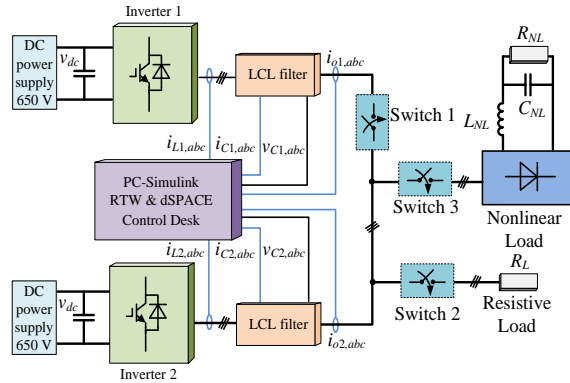 Inverter 1
DC
power
supply
650 V
v_dc
LCL filter
i_o1,abc
R_NL
C_NL
L_NL
Switch 1
i_L1,abc
i_C1,abc
v_C1,abc
PC-Simulink
RTW & dSPACE
Control Desk
Switch 3
Nonlinear
Load
i_L2,abc
i_C2,abc
v_C2,abc
DC
power
supply
650 V
v_dc
LCL filter
i_o2,abc
Switch 2
R_L
Resistive
Load
Inverter 2